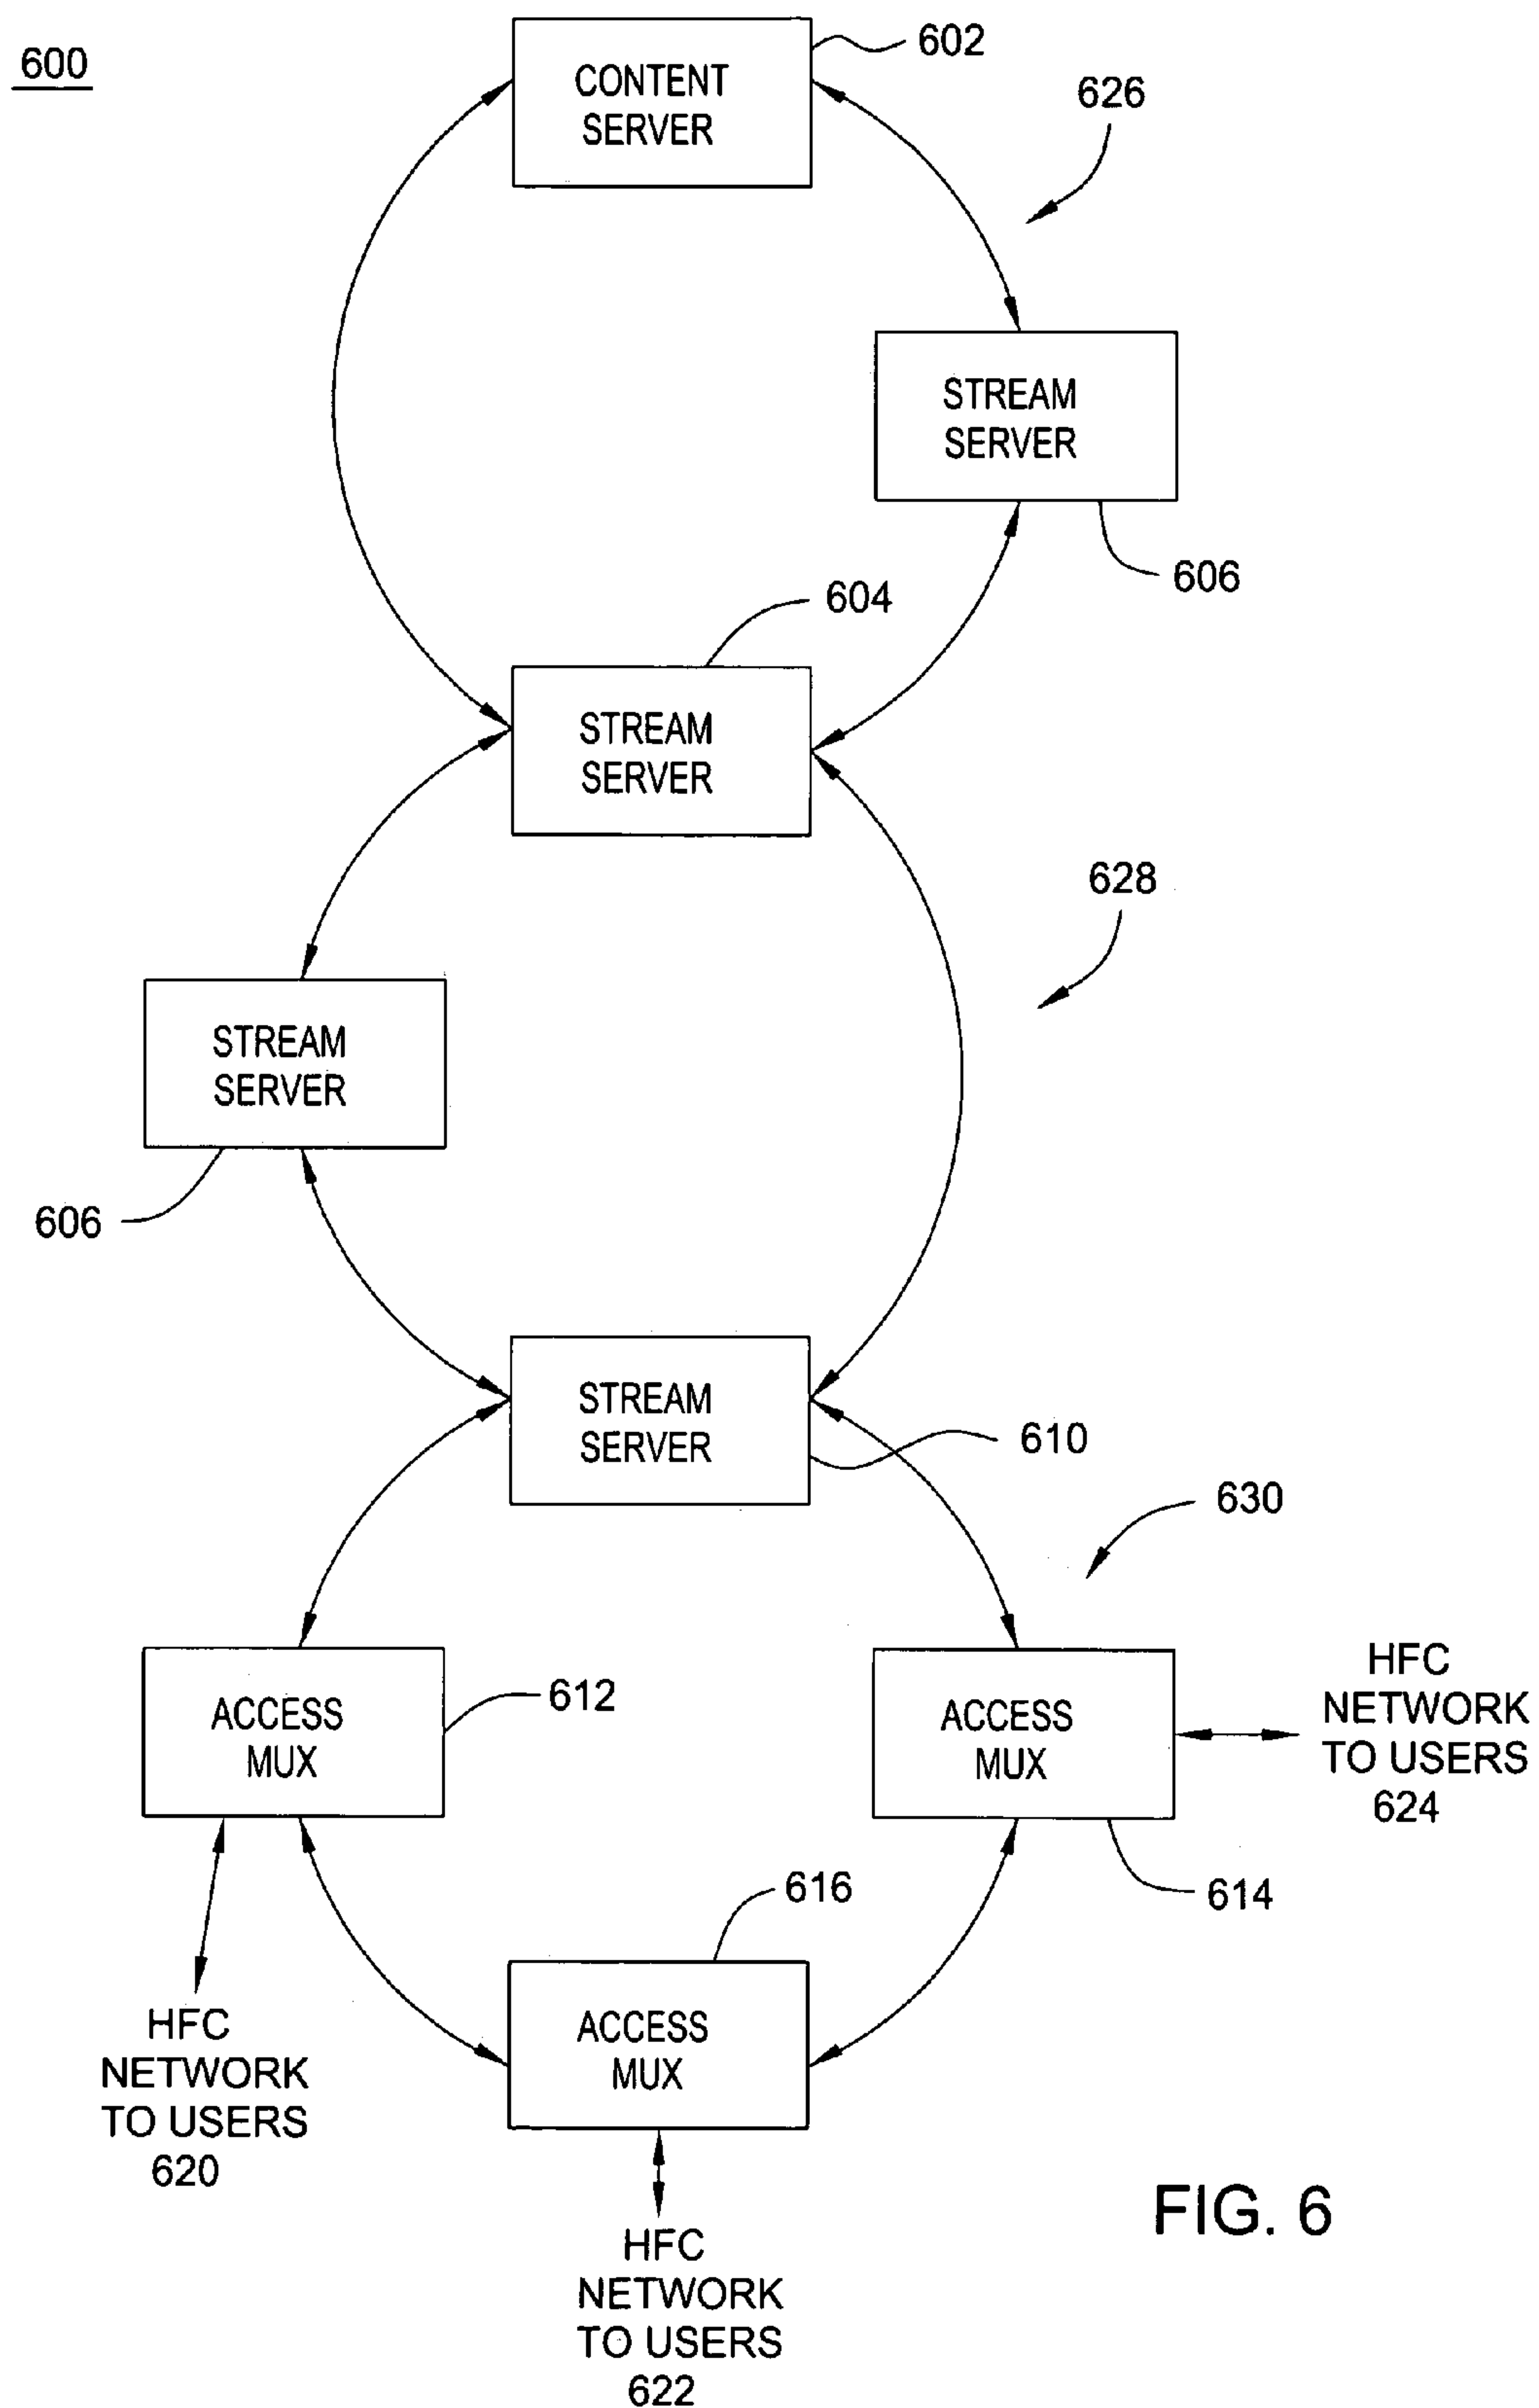 600
602
CONTENT
SERVER
626
STREAM
SERVER
606
604
STREAM
SERVER
628
STREAM
SERVER
606
STREAM
SERVER
610
630
ACCESS
MUX
612
ACCESS
MUX
HFC
NETWORK
TO USERS
624
614
616
ACCESS
MUX
HFC
NETWORK
TO USERS
620
HFC
NETWORK
TO USERS
622
FIG. 6